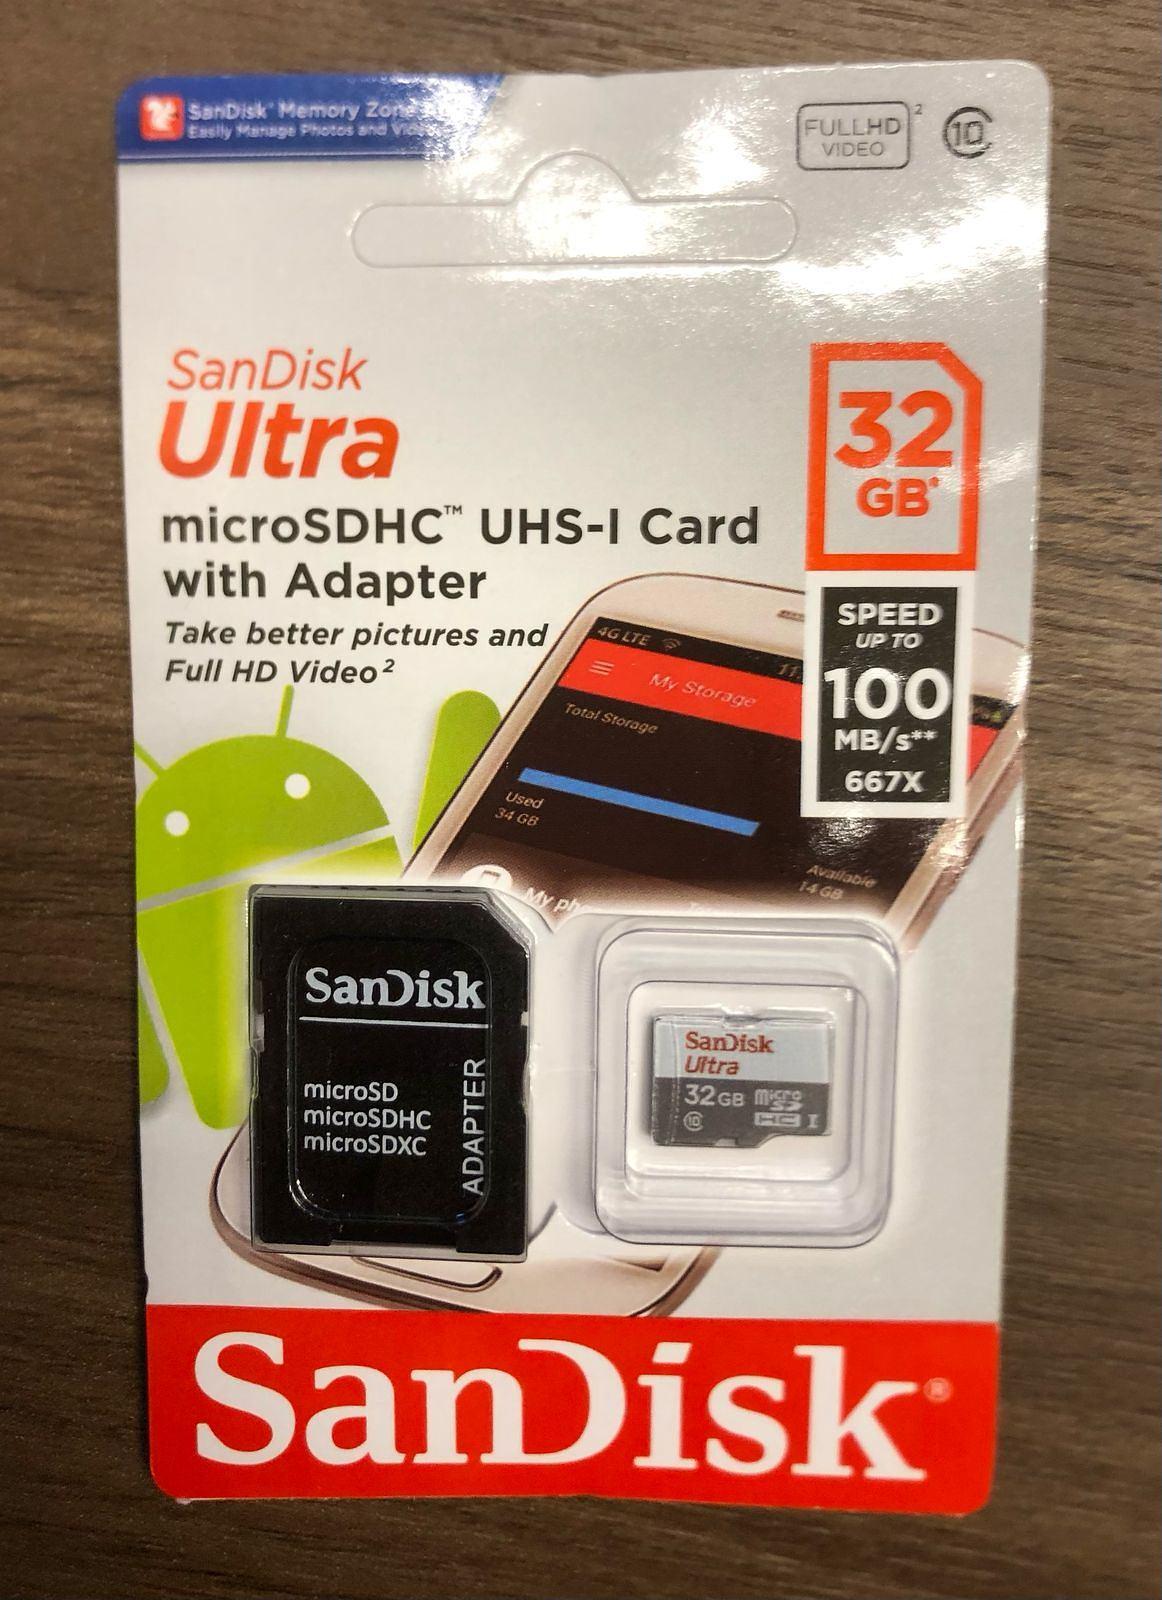 SanDisk® Memory Zone
Easily Manage Photos and
FULL HD 2
VIDEO
10
SanDisk
Ultra
microSDHC™ UHS-I Card
with Adapter
Take better pictures and
Full HD Video²
32
GB*
SPEED
UP TO
100
MB/s**
667X
4G LTE
My Storage
Total Storage
Used
34 GB
Available
14 GB
SanDisk
microSD
microSDHC
microSDXC
ADAPTER
SanDisk
Ultra
32GB micro
SD
10 HC I
SanDisk®